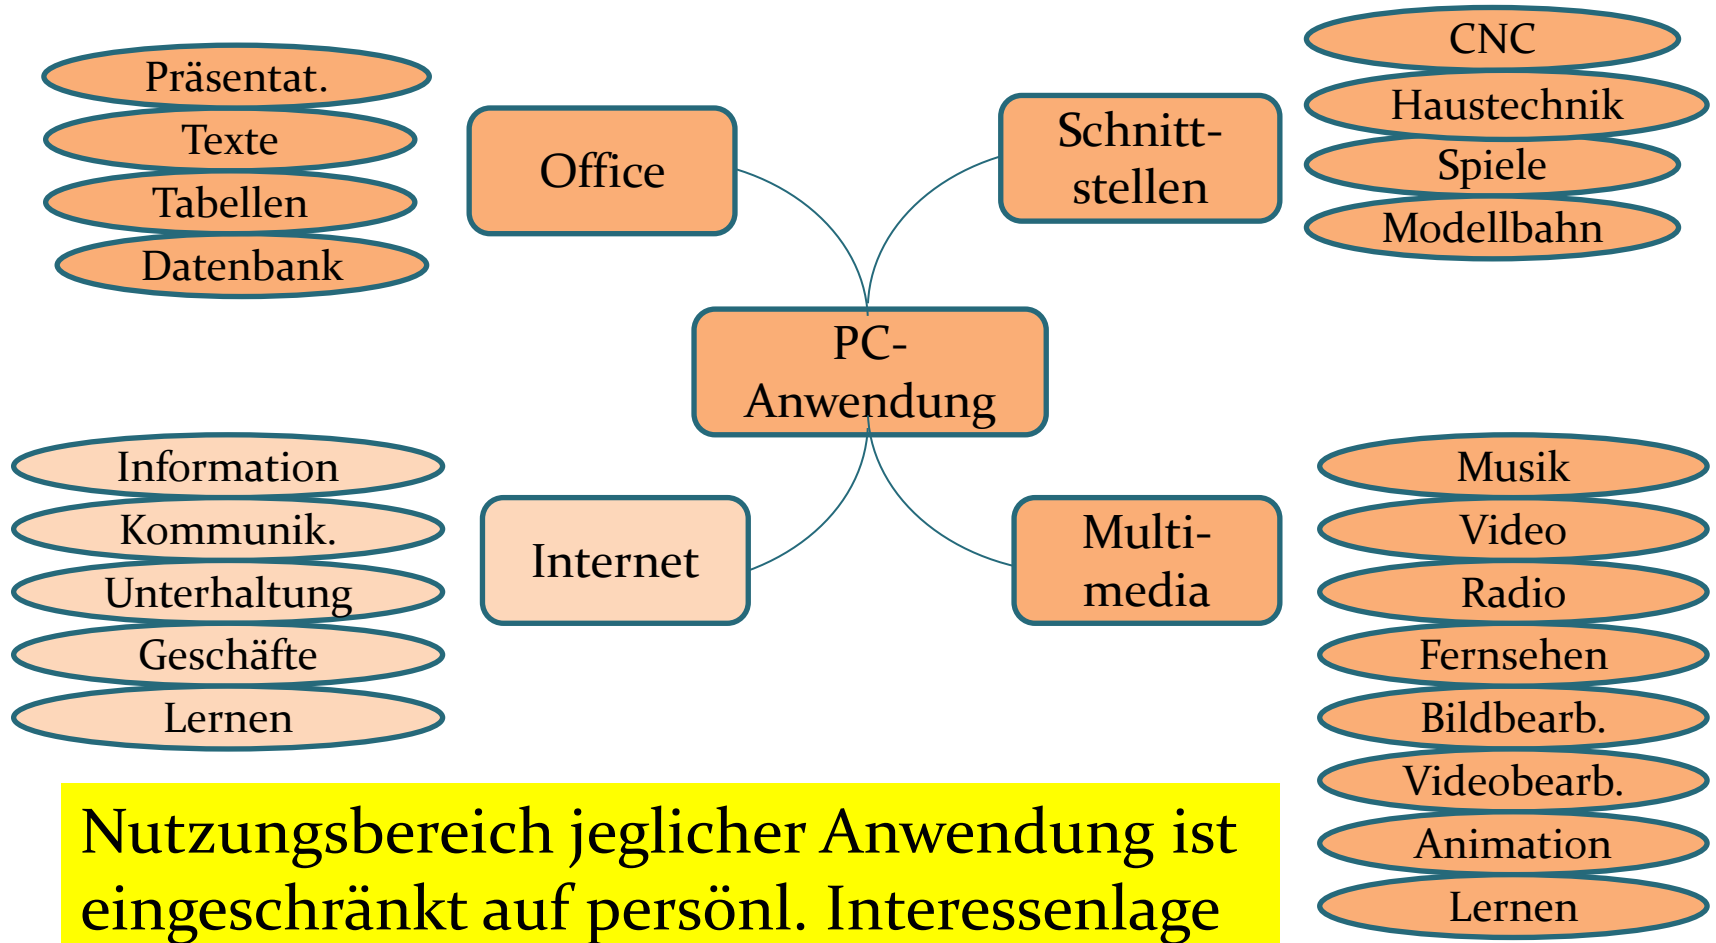 Präsentat.
Texte
Tabellen
Datenbank
Office
Schnitt-
stellen
CNC
Haustechnik
Spiele
Modellbahn
PC-
Anwendung
Information
Kommunik.
Unterhaltung
Geschäfte
Lernen
Internet
Multi-
media
Musik
Video
Radio
Fernsehen
Bildbearb.
Videobearb.
Animation
Lernen
Nutzungsbereich jeglicher Anwendung ist
eingeschränkt auf persönl. Interessenlage